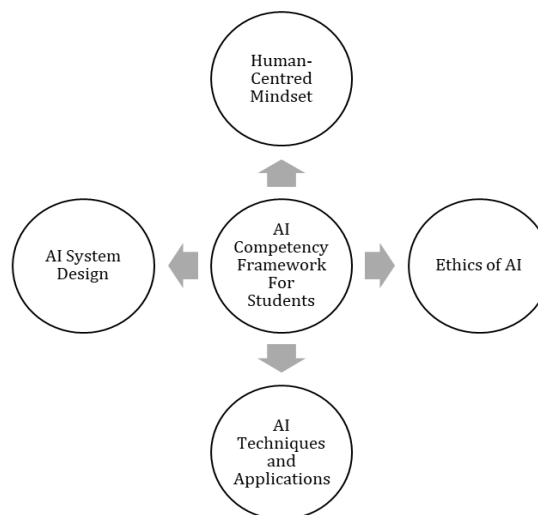 Human-
Centred
Mindset
AI System
Design
AI
Competency
Framework
For
Students
Ethics of AI
AI
Techniques
and
Applications